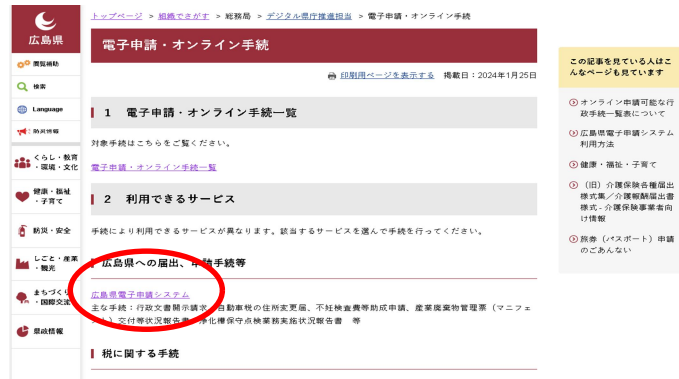 広島県
閲覧補助
検索
Language
防災情報
くらし・教育
・環境・文化
健康・福祉
・子育て
防災・安全
しごと・産業
・観光
まちづくり
・国際交流
県政情報
トップページ > 組織でさがす > 総務局 > デジタル県庁推進担当 > 電子申請・オンライン手続
電子申請・オンライン手続
印刷用ページを表示する 掲載日：2024年1月25日
1 電子申請・オンライン手続一覧
対象手続はこちらをご覧ください。
電子申請・オンライン手続一覧
2 利用できるサービス
手続により利用できるサービスが異なります。該当するサービスを選んで手続を行ってください。
広島県への届出、申請手続等
広島県電子申請システム
主な手続：行政文書開示請求、自動車税の住所変更届、不妊検査費等助成申請、産業廃棄物管理票（マニフェ
スト）交付等状況報告書、浄化槽保守点検業務実施状況報告書 等
税に関する手続
この記事を見ている人はこ
んなページも見ています
オンライン申請可能な行
政手続一覧表について
広島県電子申請システム
利用方法
健康・福祉・子育て
（旧）介護保険各種届出
様式集／介護報酬届出書
様式 - 介護保険事業者向
け情報
旅券（パスポート）申請
のごあんない